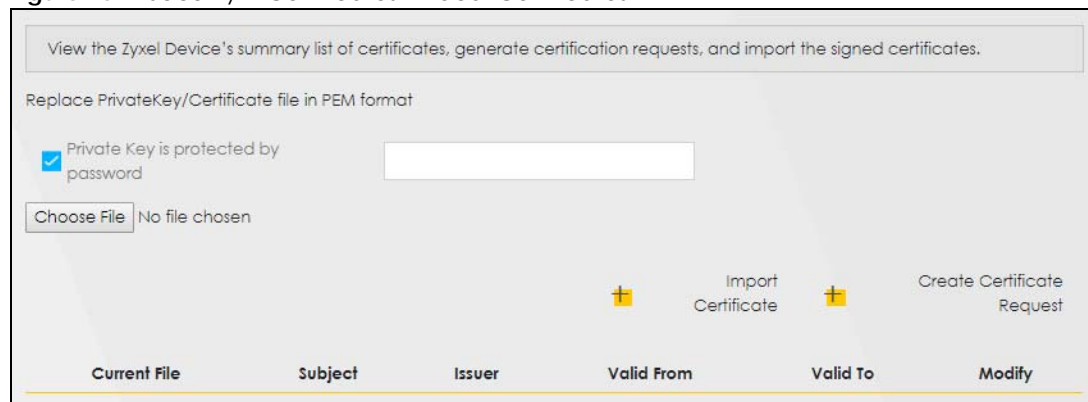 View the Zyxel Device's summary list of certificates, generate certification requests, and import the signed certificates.
Replace PrivateKey/Certificate file in PEM format
Private Key is protected by
password
Choose File No file chosen
Import
Certificate
Create Certificate
Request
Current File Subject Issuer Valid From Valid To Modify